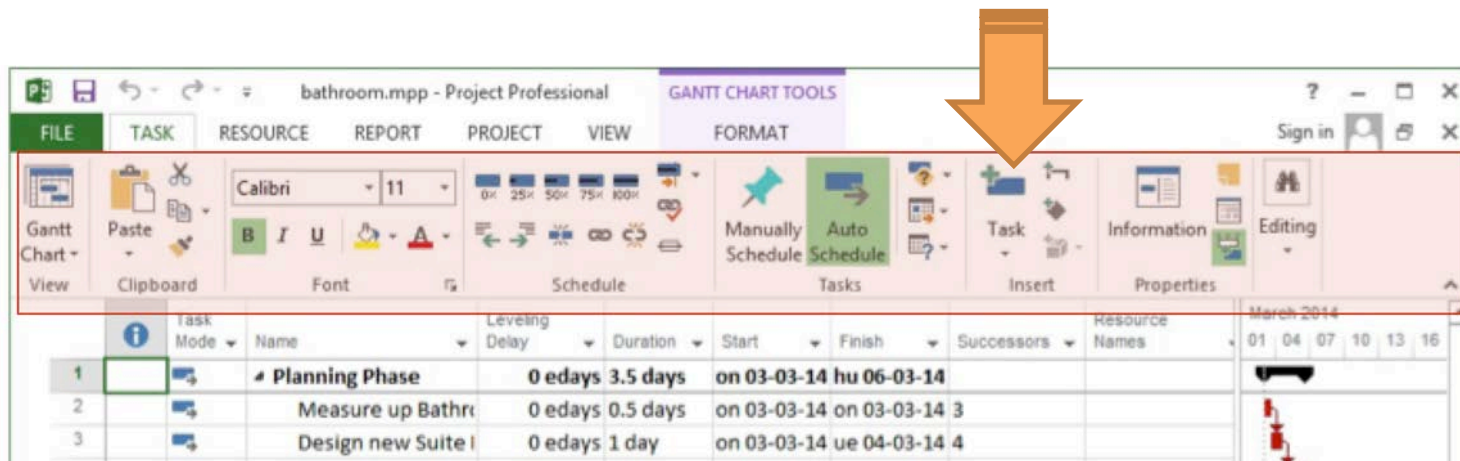 bathroom.mpp - Project Professional
GANTT CHART TOOLS
?
FILE TASK RESOURCE REPORT PROJECT VIEW FORMAT Sign in
Gantt Chart
Paste
Calibri 11
B I U A
0× 25× 50× 75× 100×
Manually Schedule
Auto Schedule
Task
Information
Editing
View Clipboard Font Schedule Tasks Insert Properties
Task Mode
Name
Leveling Delay
Duration
Start
Finish
Successors
Resource Names
March 2014
01 04 07 10 13 16
1 Planning Phase 0 edays 3.5 days on 03-03-14 hu 06-03-14
2 Measure up Bathr 0 edays 0.5 days on 03-03-14 on 03-03-14 3
3 Design new Suite 0 edays 1 day on 03-03-14 ue 04-03-14 4